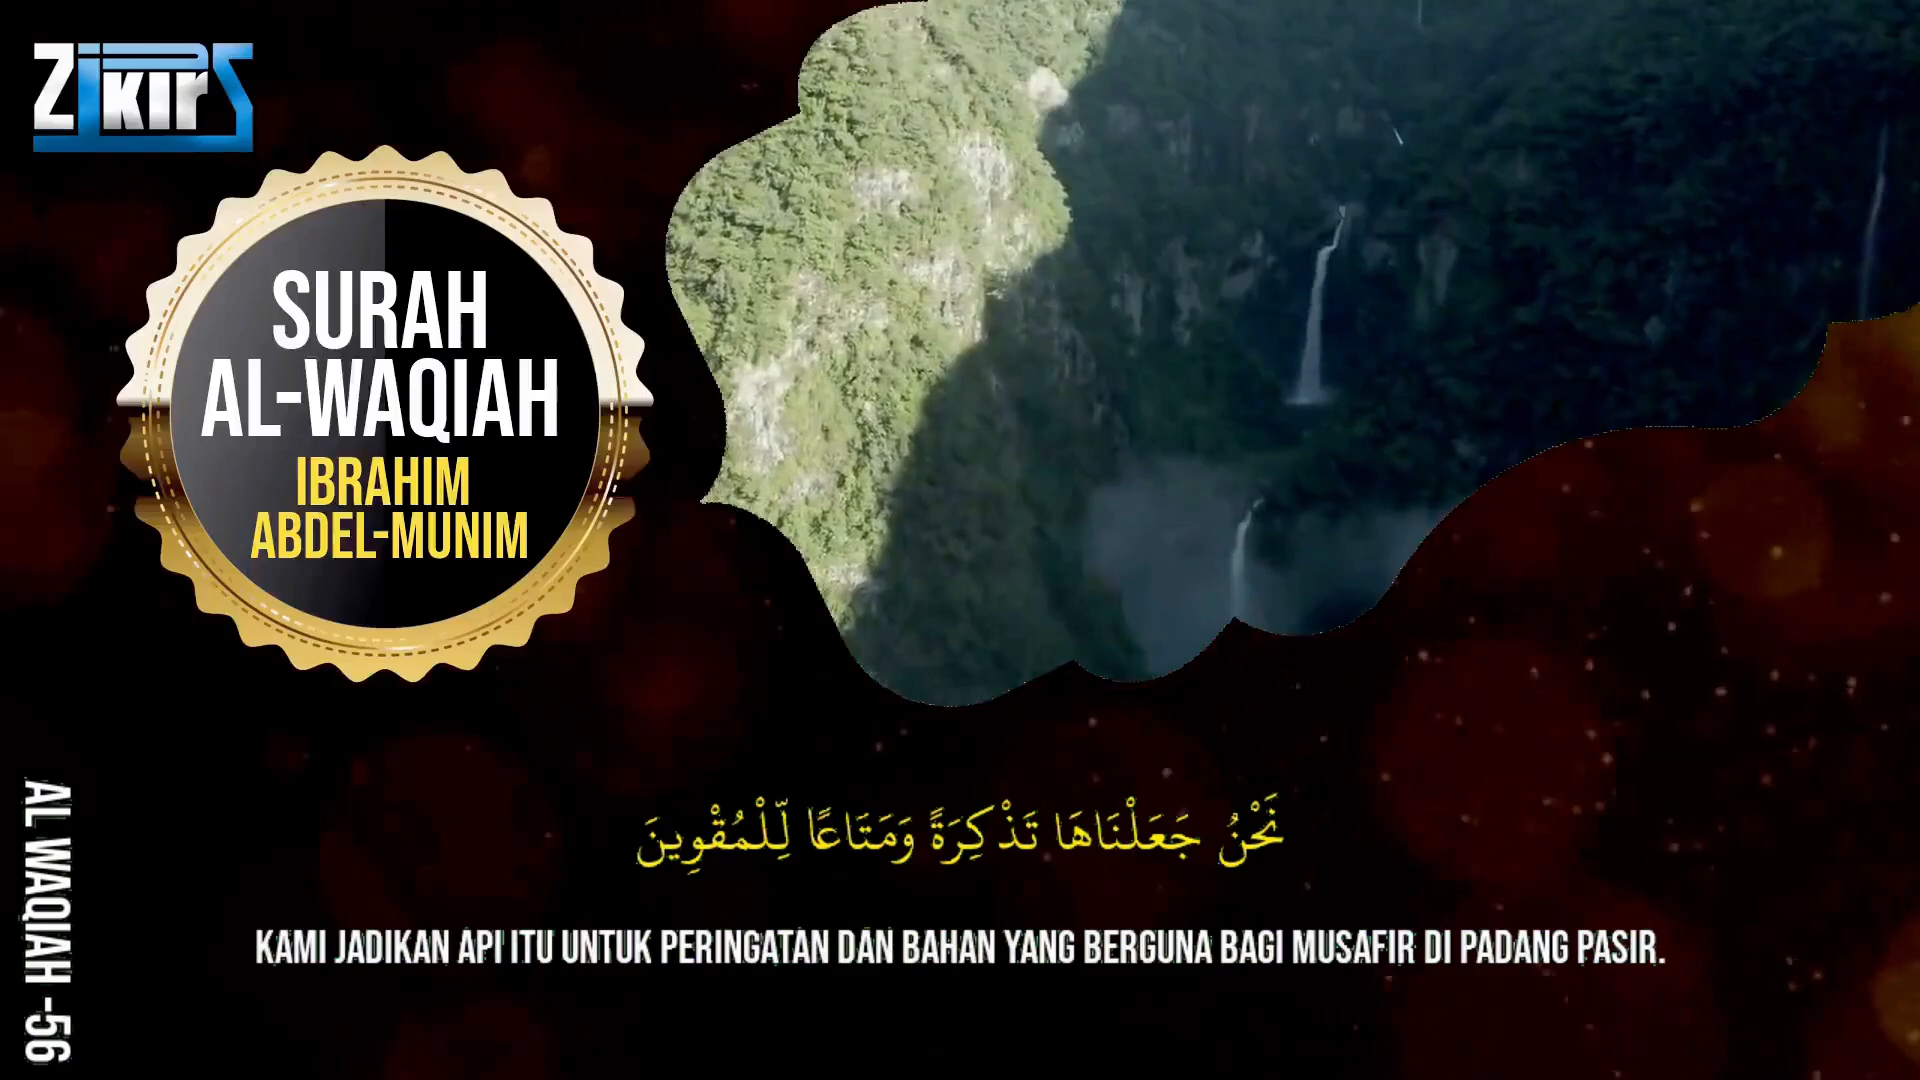 Zikir
SURAH
AL-WAQIAH
IBRAHIM
ABDEL-MUNIM
نَحْنُ جَعَلْنَاهَا تَذْكِرَةً وَمَتَاعًا لِّلْمُقْوِينَ
KAMI JADIKAN API ITU UNTUK PERINGATAN DAN BAHAN YANG BERGUNA BAGI MUSAFIR DI PADANG PASIR.
AL WAQIAH -56